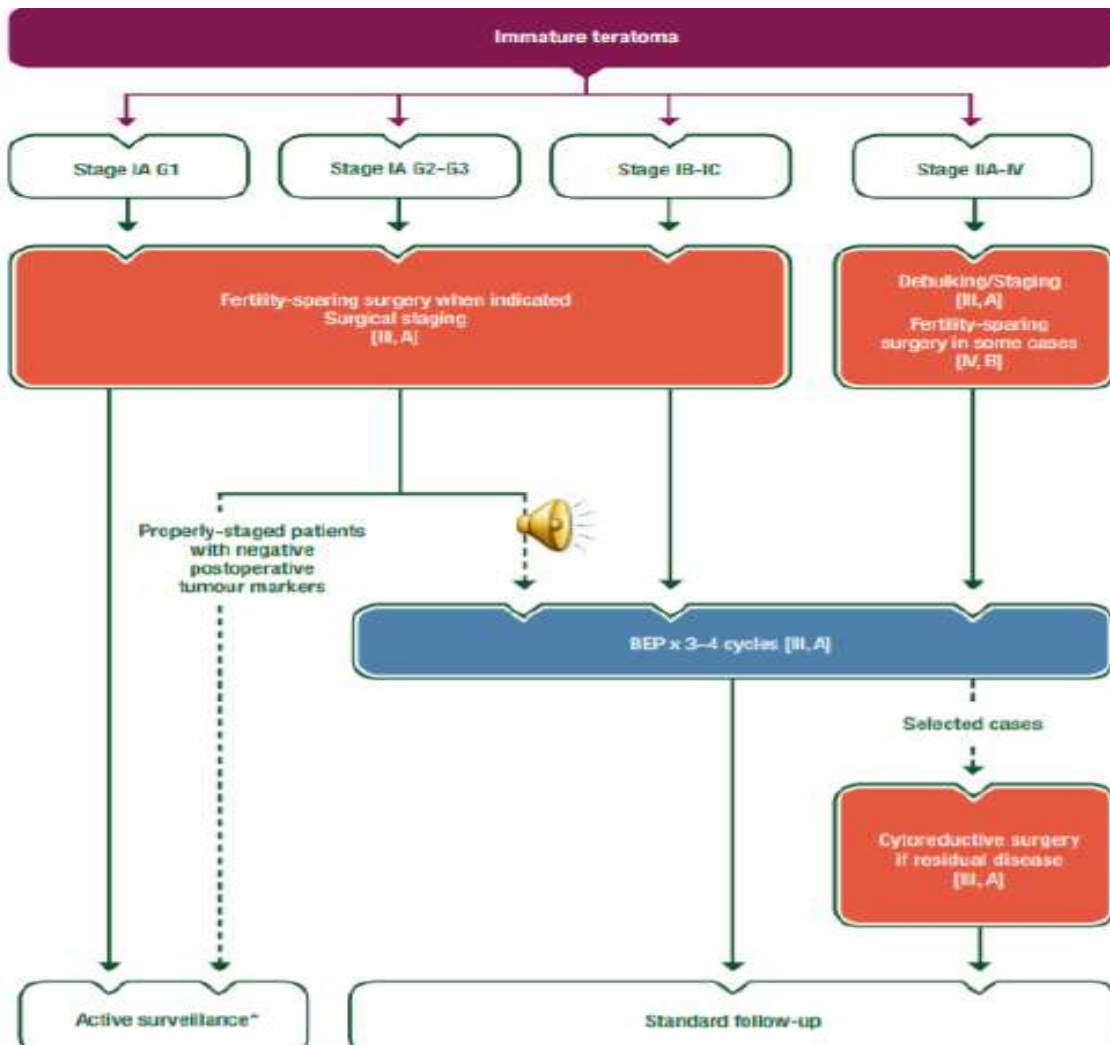 Immature teratoma
Stage IA G1
Stage IA G2–G3
Stage IB–IC
Stage IIA–IV
Fertility-sparing surgery when indicated
Surgical staging
[III, A]
Debulking/Staging
[III, A]
Fertility-sparing
surgery in some cases
[IV, B]
Properly-staged patients
with negative
postoperative
tumour markers
BEP x 3–4 cycles [III, A]
Selected cases
Cytoreductive surgery
if residual disease
[III, A]
Active surveillance^
Standard follow-up